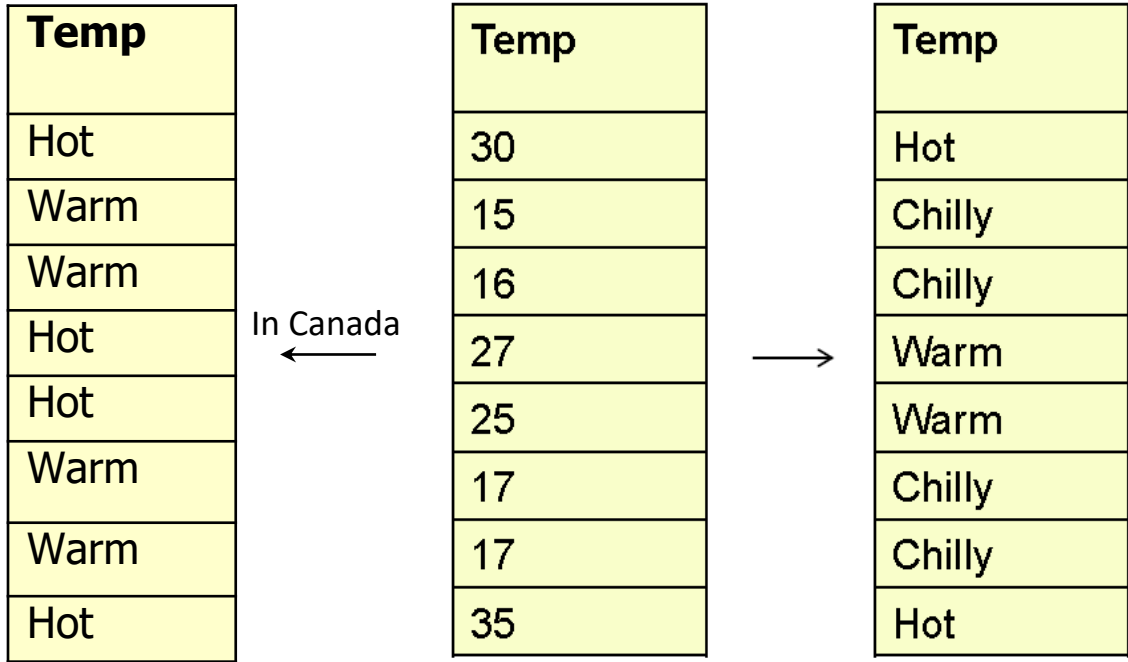 Temp
Hot
Warm
Warm
Hot
Hot
Warm
Warm
Hot
In Canada
Temp
30
15
16
27
25
17
17
35
Temp
Hot
Chilly
Chilly
Warm
Warm
Chilly
Chilly
Hot